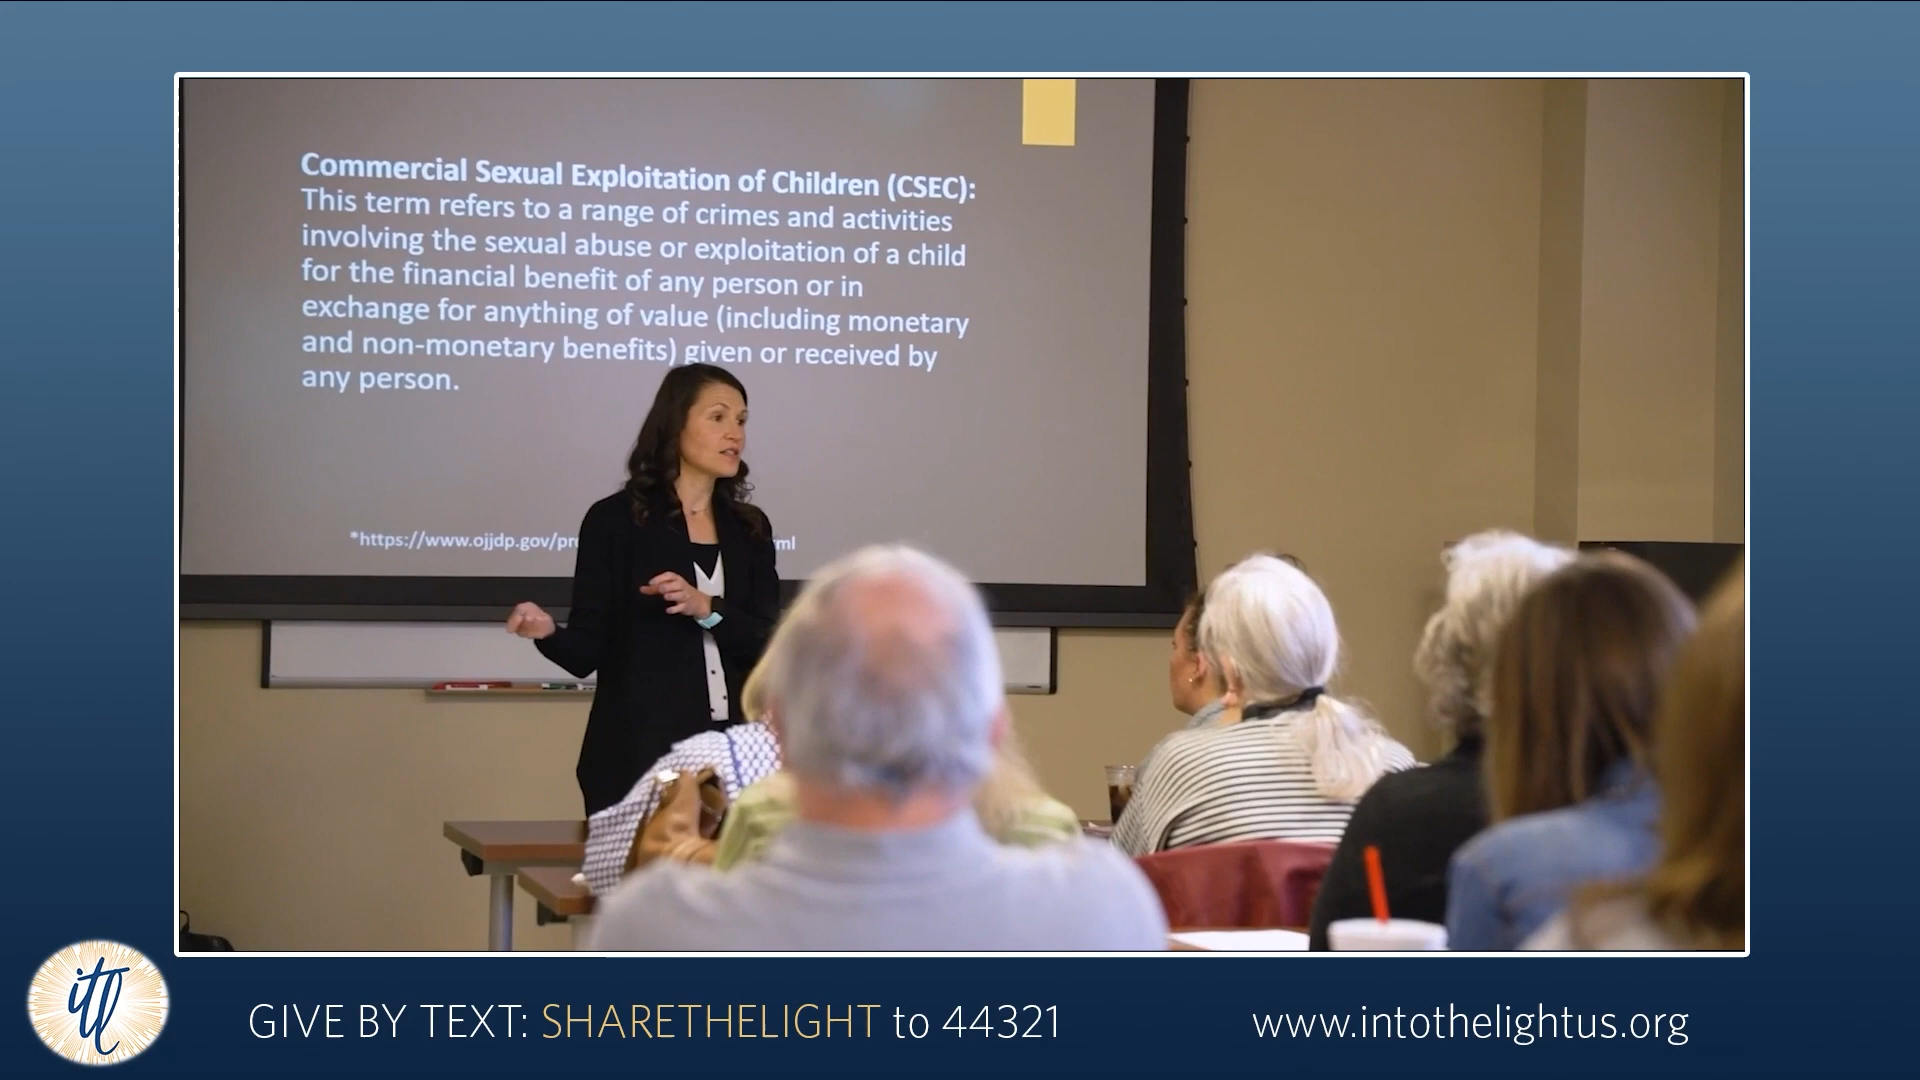 Commercial Sexual Exploitation of Children (CSEC):
This term refers to a range of crimes and activities
involving the sexual abuse or exploitation of a child
for the financial benefit of any person or in
exchange for anything of value (including monetary
and non-monetary benefits) given or received by
any person.
*https://www.ojjdp.gov/pr ml
itl
GIVE BY TEXT: SHARETHELIGHT to 44321
www.intothelightus.org